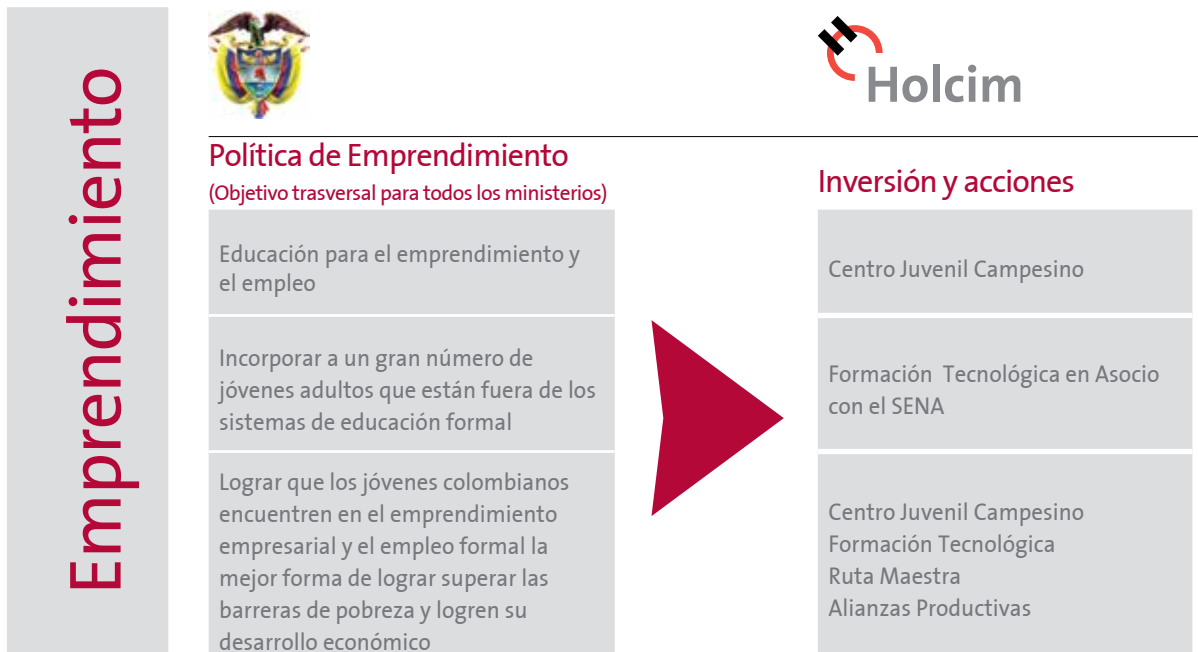 Emprendimiento
Holcim
Política de Emprendimiento
(Objetivo trasversal para todos los ministerios)
Inversión y acciones
Educación para el emprendimiento y
el empleo
Centro Juvenil Campesino
Incorporar a un gran número de
jóvenes adultos que están fuera de los
sistemas de educación formal
Formación Tecnológica en Asocio
con el SENA
Lograr que los jóvenes colombianos
encuentren en el emprendimiento
empresarial y el empleo formal la
mejor forma de lograr superar las
barreras de pobreza y logren su
desarrollo económico
Centro Juvenil Campesino
Formación Tecnológica
Ruta Maestra
Alianzas Productivas